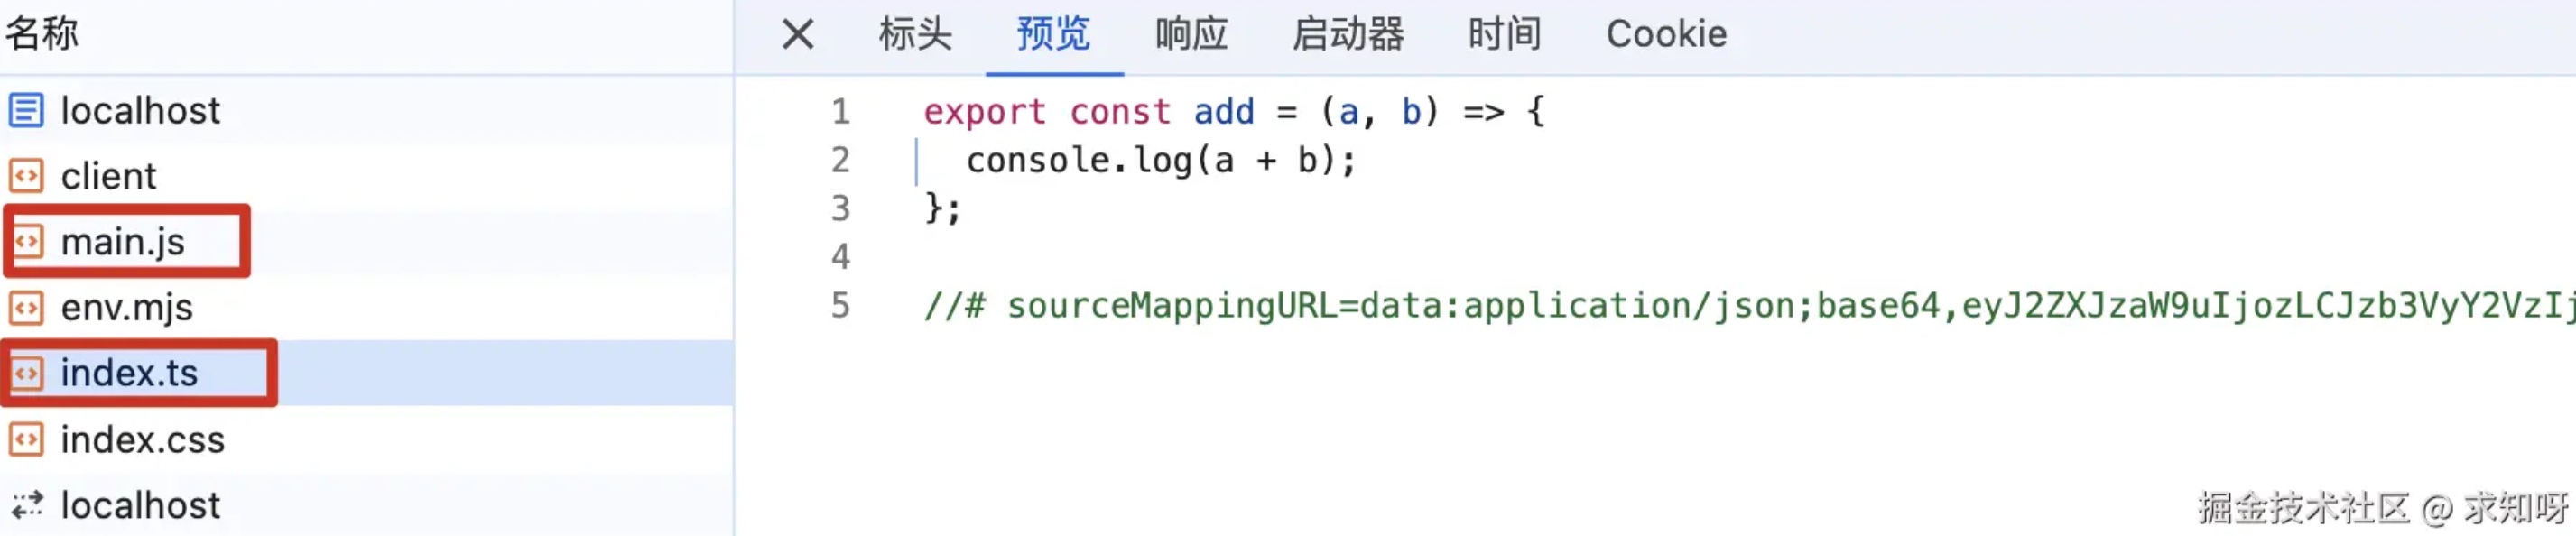 名称
localhost
client
main.js
env.mjs
index.ts
index.css
localhost
标头 预览 响应 启动器 时间 Cookie
1 export const add = (a, b) => {
2 console.log(a + b);
3 };
4
5 //# sourceMappingURL=data:application/json;base64,eyJ2ZXJzaW9uIjozLCJzb3VyY2VzIj
掘金技术社区 @ 求知呀